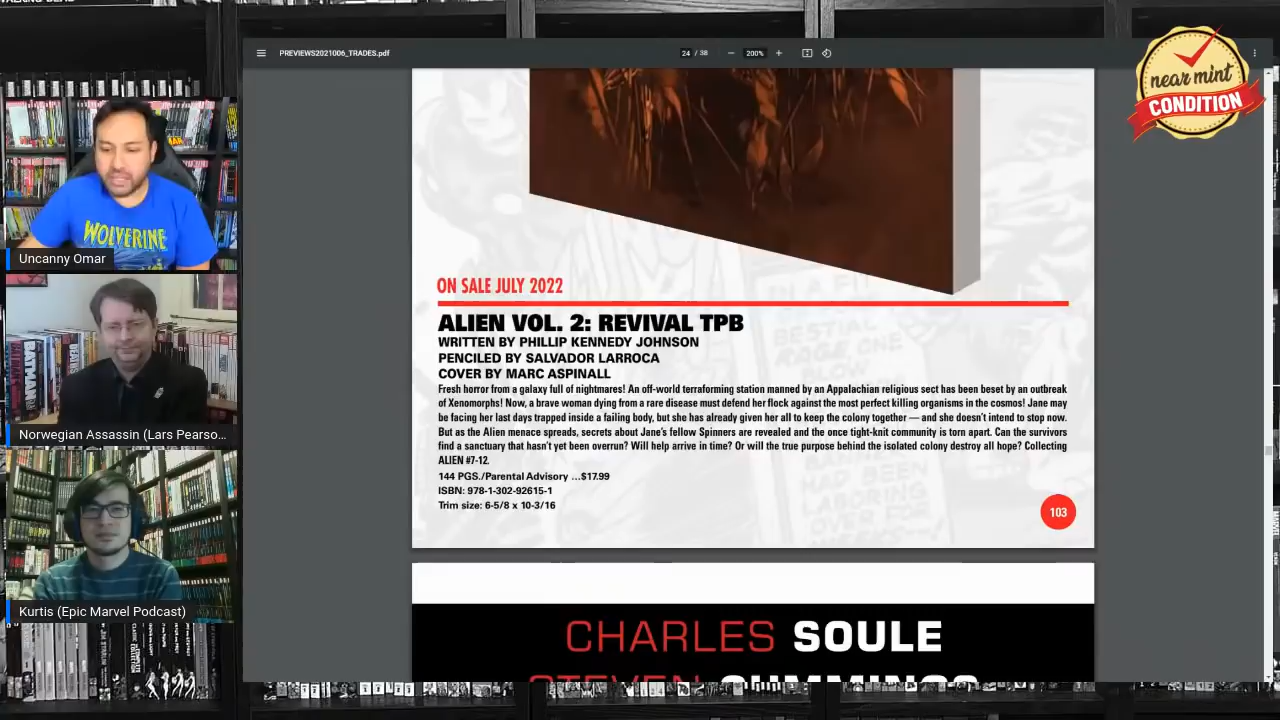 PREVIEWS2021006_TRADES.pdf
24 / 38
200%
near mint
CONDITION
WOLVERINE
Uncanny Omar
BATMAN
Norwegian Assassin (Lars Pearso...
Kurtis (Epic Marvel Podcast)
ON SALE JULY 2022
ALIEN VOL. 2: REVIVAL TPB
WRITTEN BY PHILLIP KENNEDY JOHNSON
PENCILED BY SALVADOR LARROCA
COVER BY MARC ASPINALL
Fresh horror from a galaxy full of nightmares! An off-world terraforming station manned by an Appalachian religious sect has been beset by an outbreak
of Xenomorphs! Now, a brave woman dying from a rare disease must defend her flock against the most perfect killing organisms in the cosmos! Jane may
be facing her last days trapped inside a failing body, but she has already given her all to keep the colony together — and she doesn't intend to stop now.
But as the Alien menace spreads, secrets about Jane's fellow Spinners are revealed and the once tight-knit community is torn apart. Can the survivors
find a sanctuary that hasn't yet been overrun? Will help arrive in time? Or will the true purpose behind the isolated colony destroy all hope? Collecting
ALIEN #7-12.
144 PGS./Parental Advisory ...$17.99
ISBN: 978-1-302-92615-1
Trim size: 6-5/8 x 10-3/16
103
CHARLES SOULE
STEVEN CUMMINGS